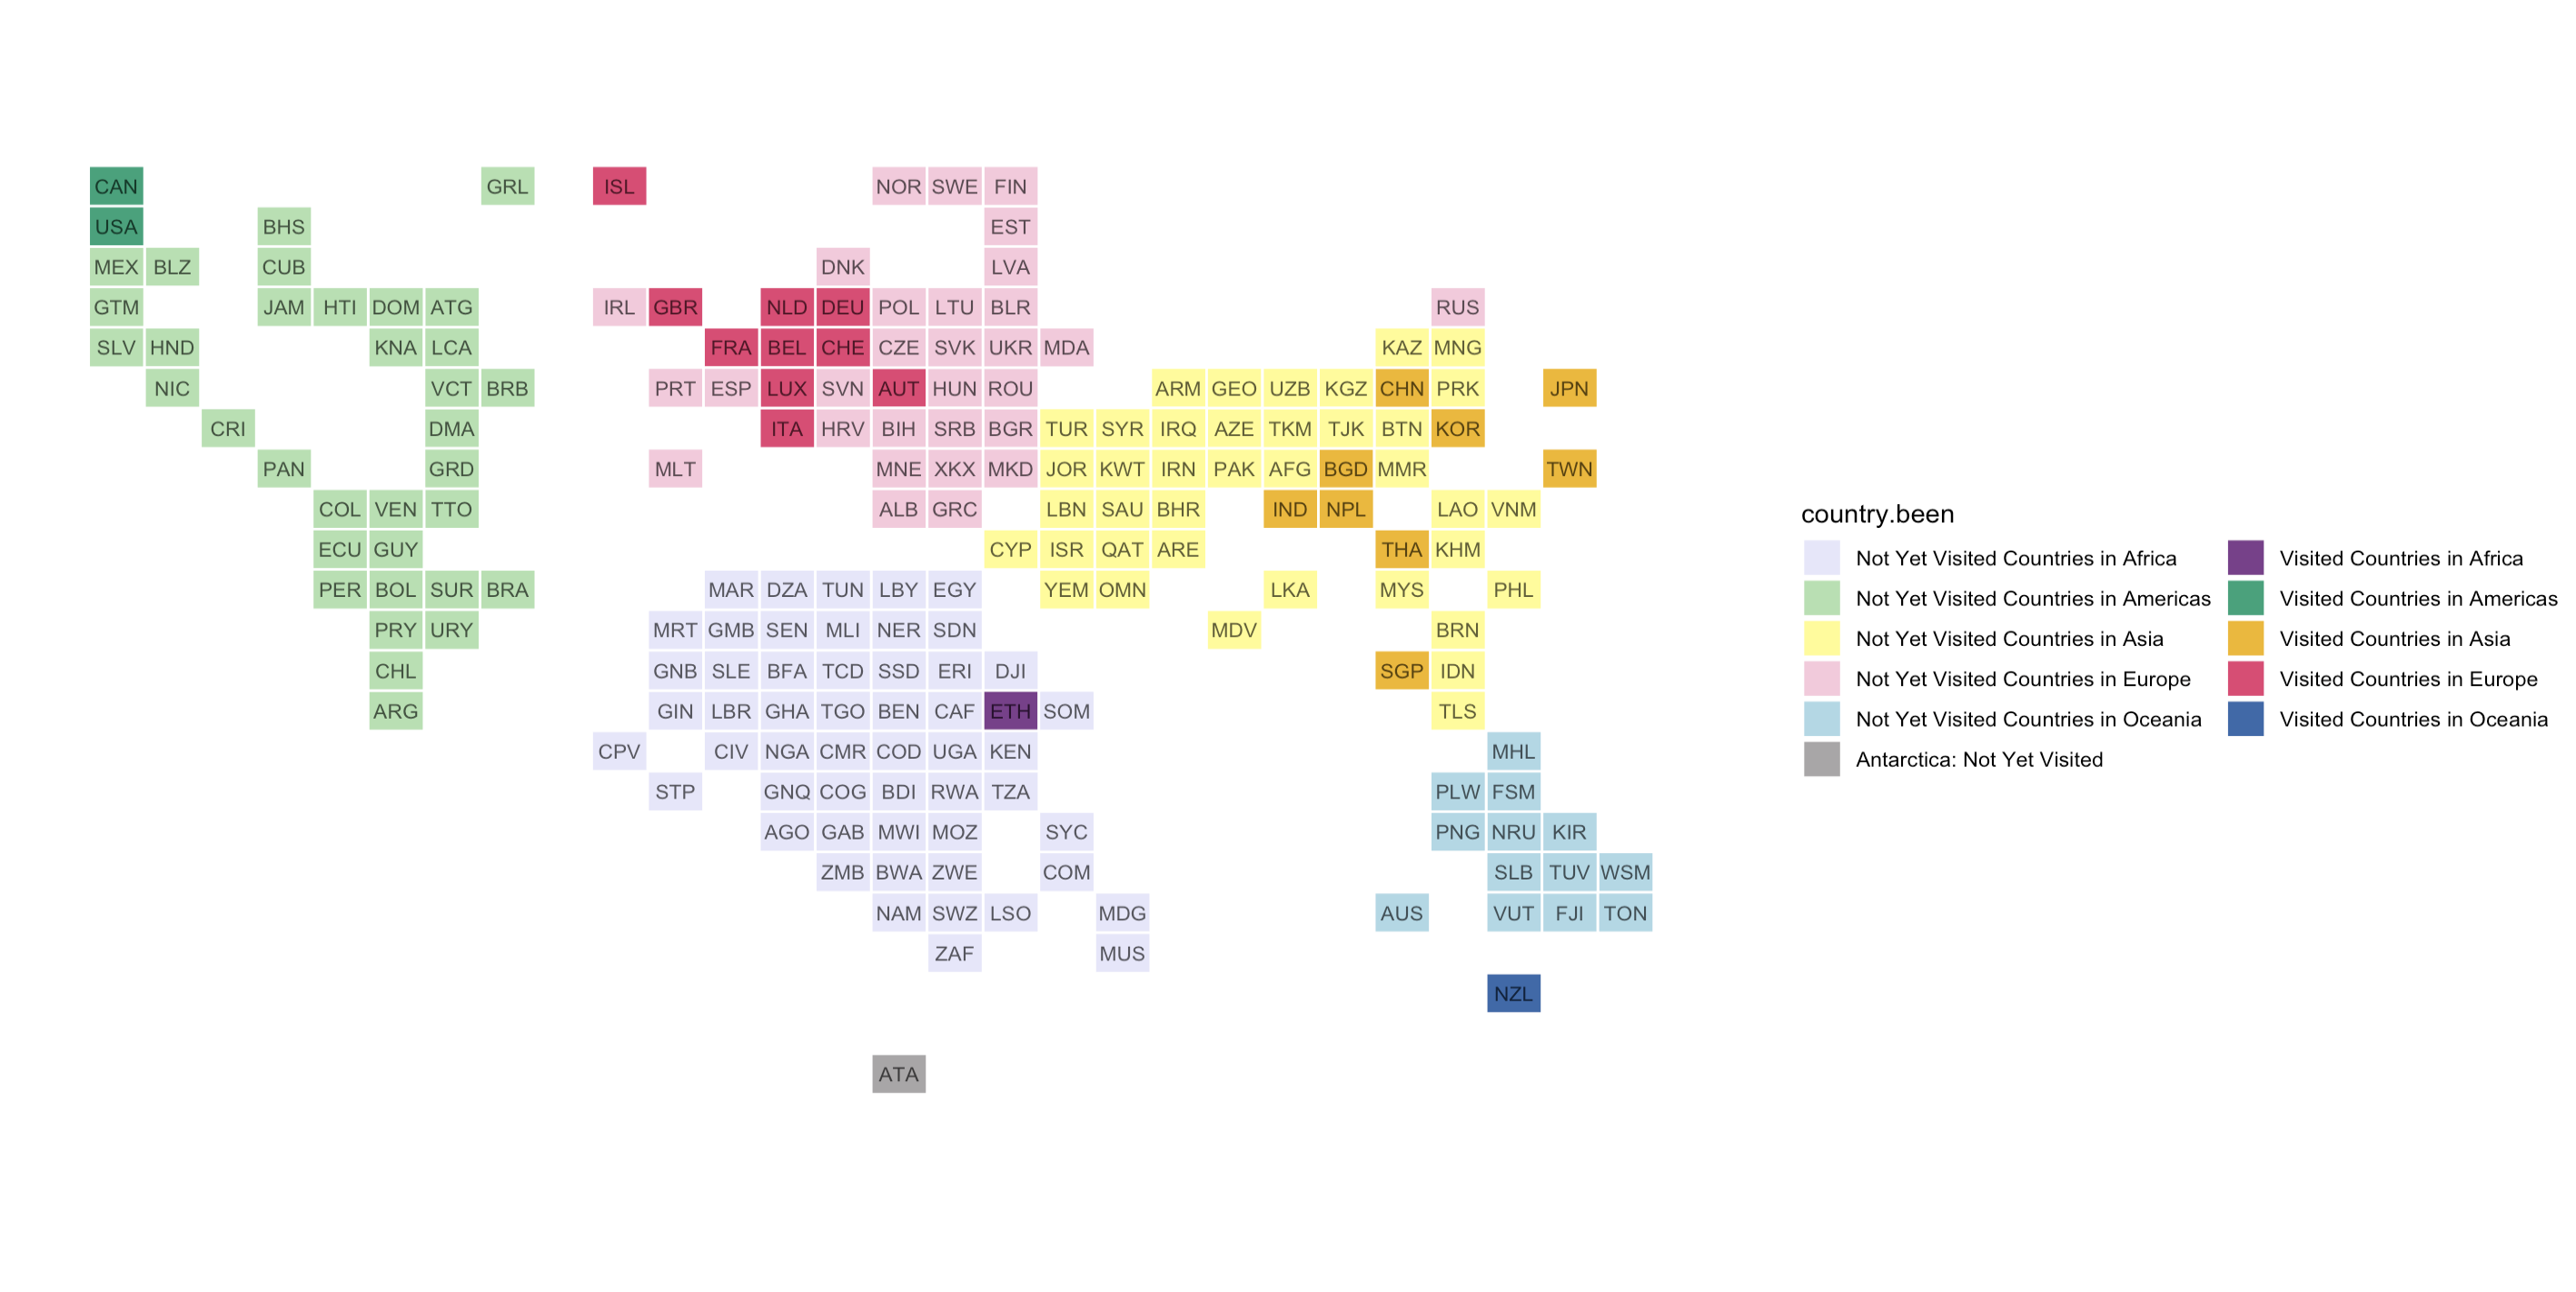 CAN GRL ISL NOR SWE FIN
USA BHS EST
MEX BLZ CUB DNK LVA
GTM JAM HTI DOM ATG IRL GBR NLD DEU POL LTU BLR RUS
SLV HND KNA LCA FRA BEL CHE CZE SVK UKR MDA KAZ MNG
NIC VCT BRB PRT ESP LUX SVN AUT HUN ROU ARM GEO UZB KGZ CHN PRK JPN
CRI DMA ITA HRV BIH SRB BGR TUR SYR IRQ AZE TKM TJK BTN KOR
PAN GRD MLT MNE XKX MKD JOR KWT IRN PAK AFG BGD MMR TWN
COL VEN TTO ALB GRC LBN SAU BHR IND NPL LAO VNM
ECU GUY CYP ISR QAT ARE THA KHM
PER BOL SUR BRA MAR DZA TUN LBY EGY YEM OMN LKA MYS PHL
PRY URY MRT GMB SEN MLI NER SDN MDV BRN
CHL GNB SLE BFA TCD SSD ERI DJI SGP IDN
ARG GIN LBR GHA TGO BEN CAF ETH SOM TLS
CPV CIV NGA CMR COD UGA KEN MHL
STP GNQ COG BDI RWA TZA PLW FSM
AGO GAB MWI MOZ SYC PNG NRU KIR
ZMB BWA ZWE COM SLB TUV WSM
NAM SWZ LSO MDG AUS VUT FJI TON
ZAF MUS
NZL
ATA
country.been
Not Yet Visited Countries in Africa
Not Yet Visited Countries in Americas
Not Yet Visited Countries in Asia
Not Yet Visited Countries in Europe
Not Yet Visited Countries in Oceania
Antarctica: Not Yet Visited
Visited Countries in Africa
Visited Countries in Americas
Visited Countries in Asia
Visited Countries in Europe
Visited Countries in Oceania